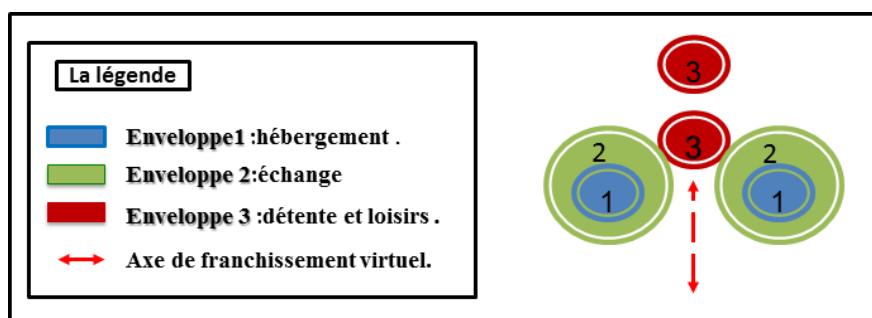 La légende
Enveloppe1 :hébergement .
Enveloppe 2:échange
Enveloppe 3 :détente et loisirs .
Axe de franchissement virtuel.
3
3
2
2
1
1